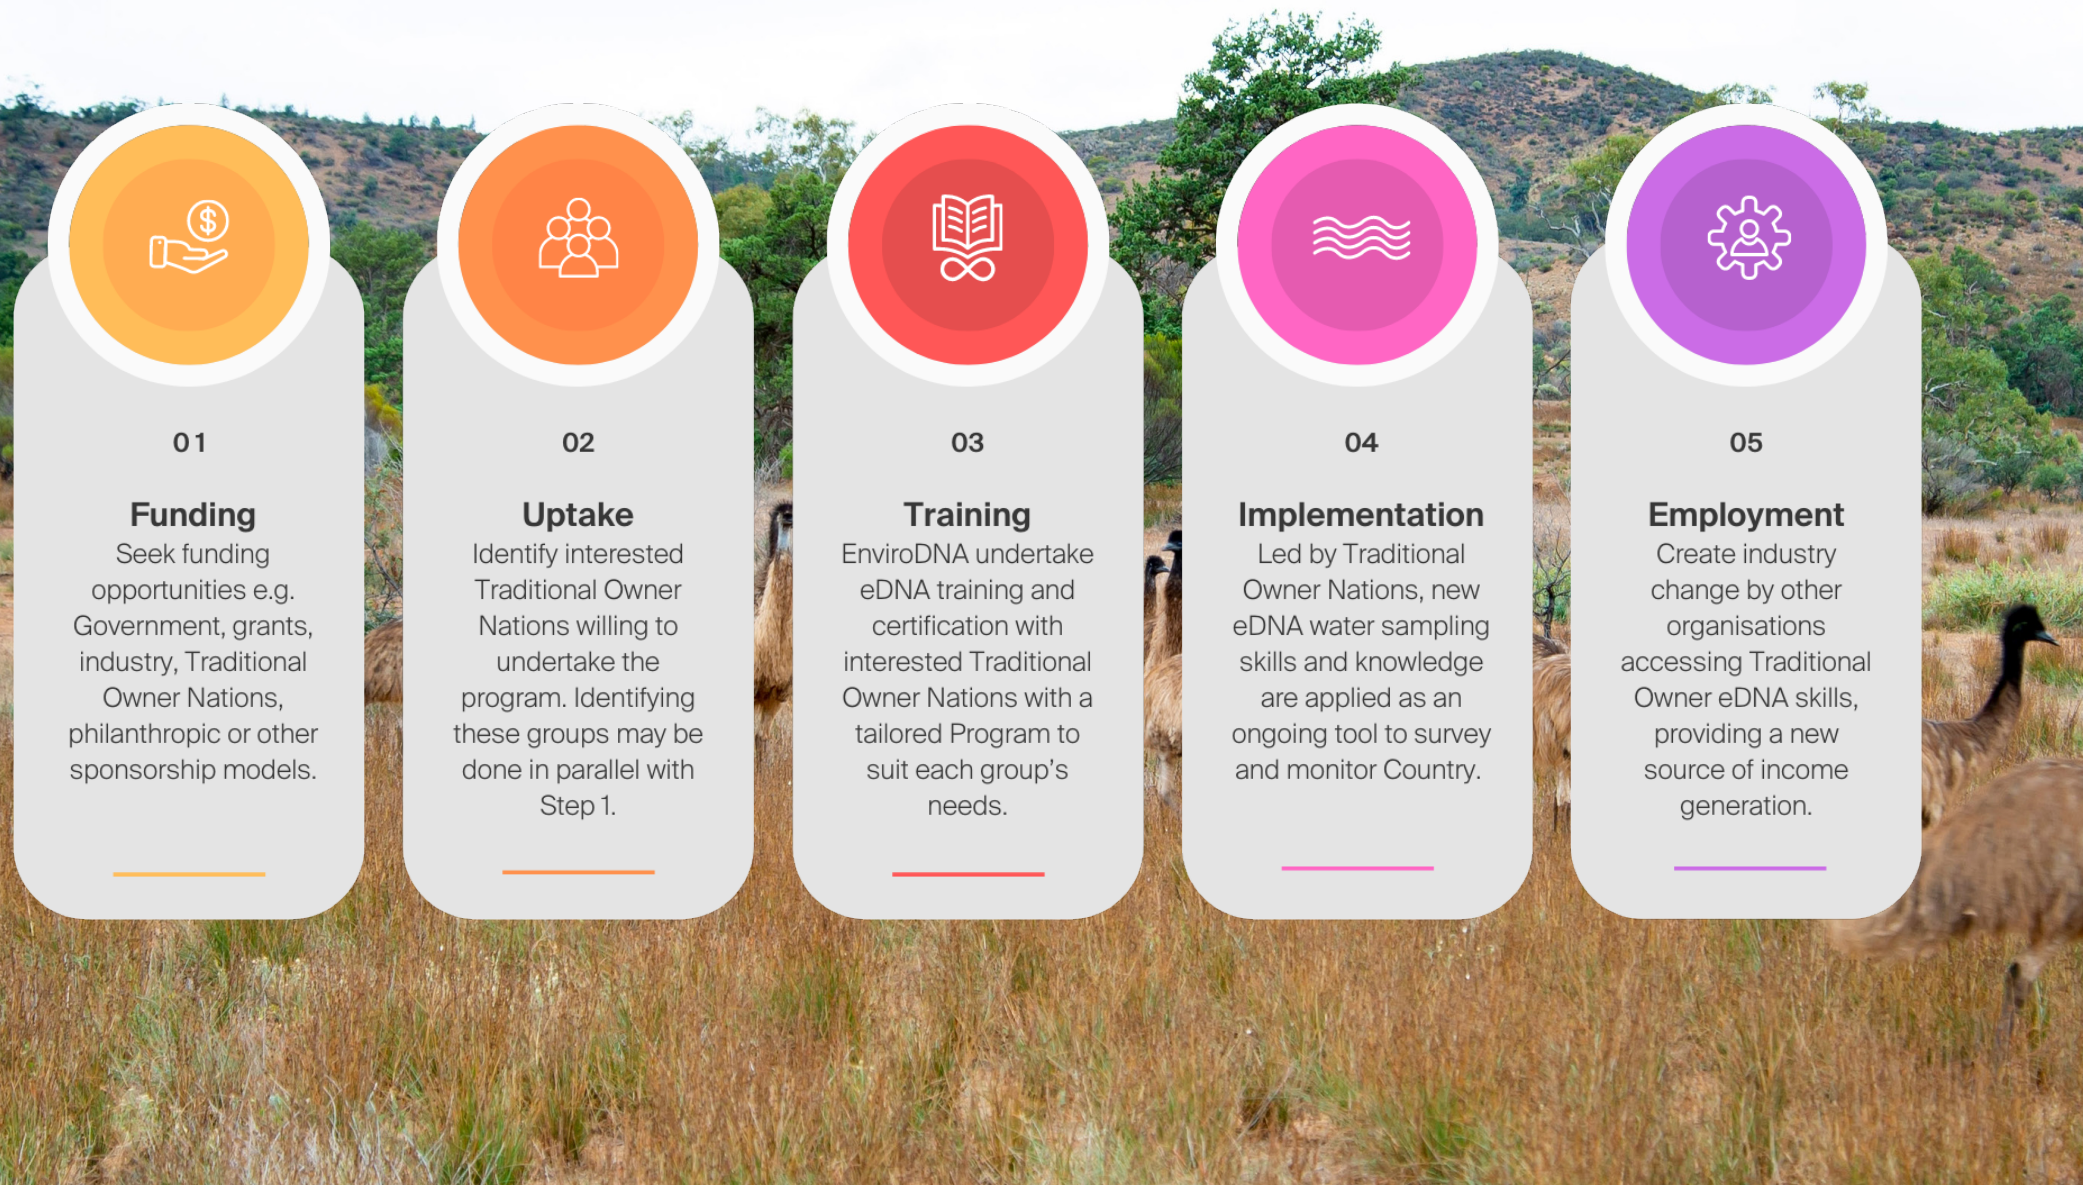 01
Funding
Seek funding
opportunities e.g.
Government, grants,
industry, Traditional
Owner Nations,
philanthropic or other
sponsorship models.
02
Uptake
Identify interested
Traditional Owner
Nations willing to
undertake the
program. Identifying
these groups may be
done in parallel with
Step 1.
03
Training
EnviroDNA undertake
eDNA training and
certification with
interested Traditional
Owner Nations with a
tailored Program to
suit each group’s
needs.
04
Implementation
Led by Traditional
Owner Nations, new
eDNA water sampling
skills and knowledge
are applied as an
ongoing tool to survey
and monitor Country.
05
Employment
Create industry
change by other
organisations
accessing Traditional
Owner eDNA skills,
providing a new
source of income
generation.